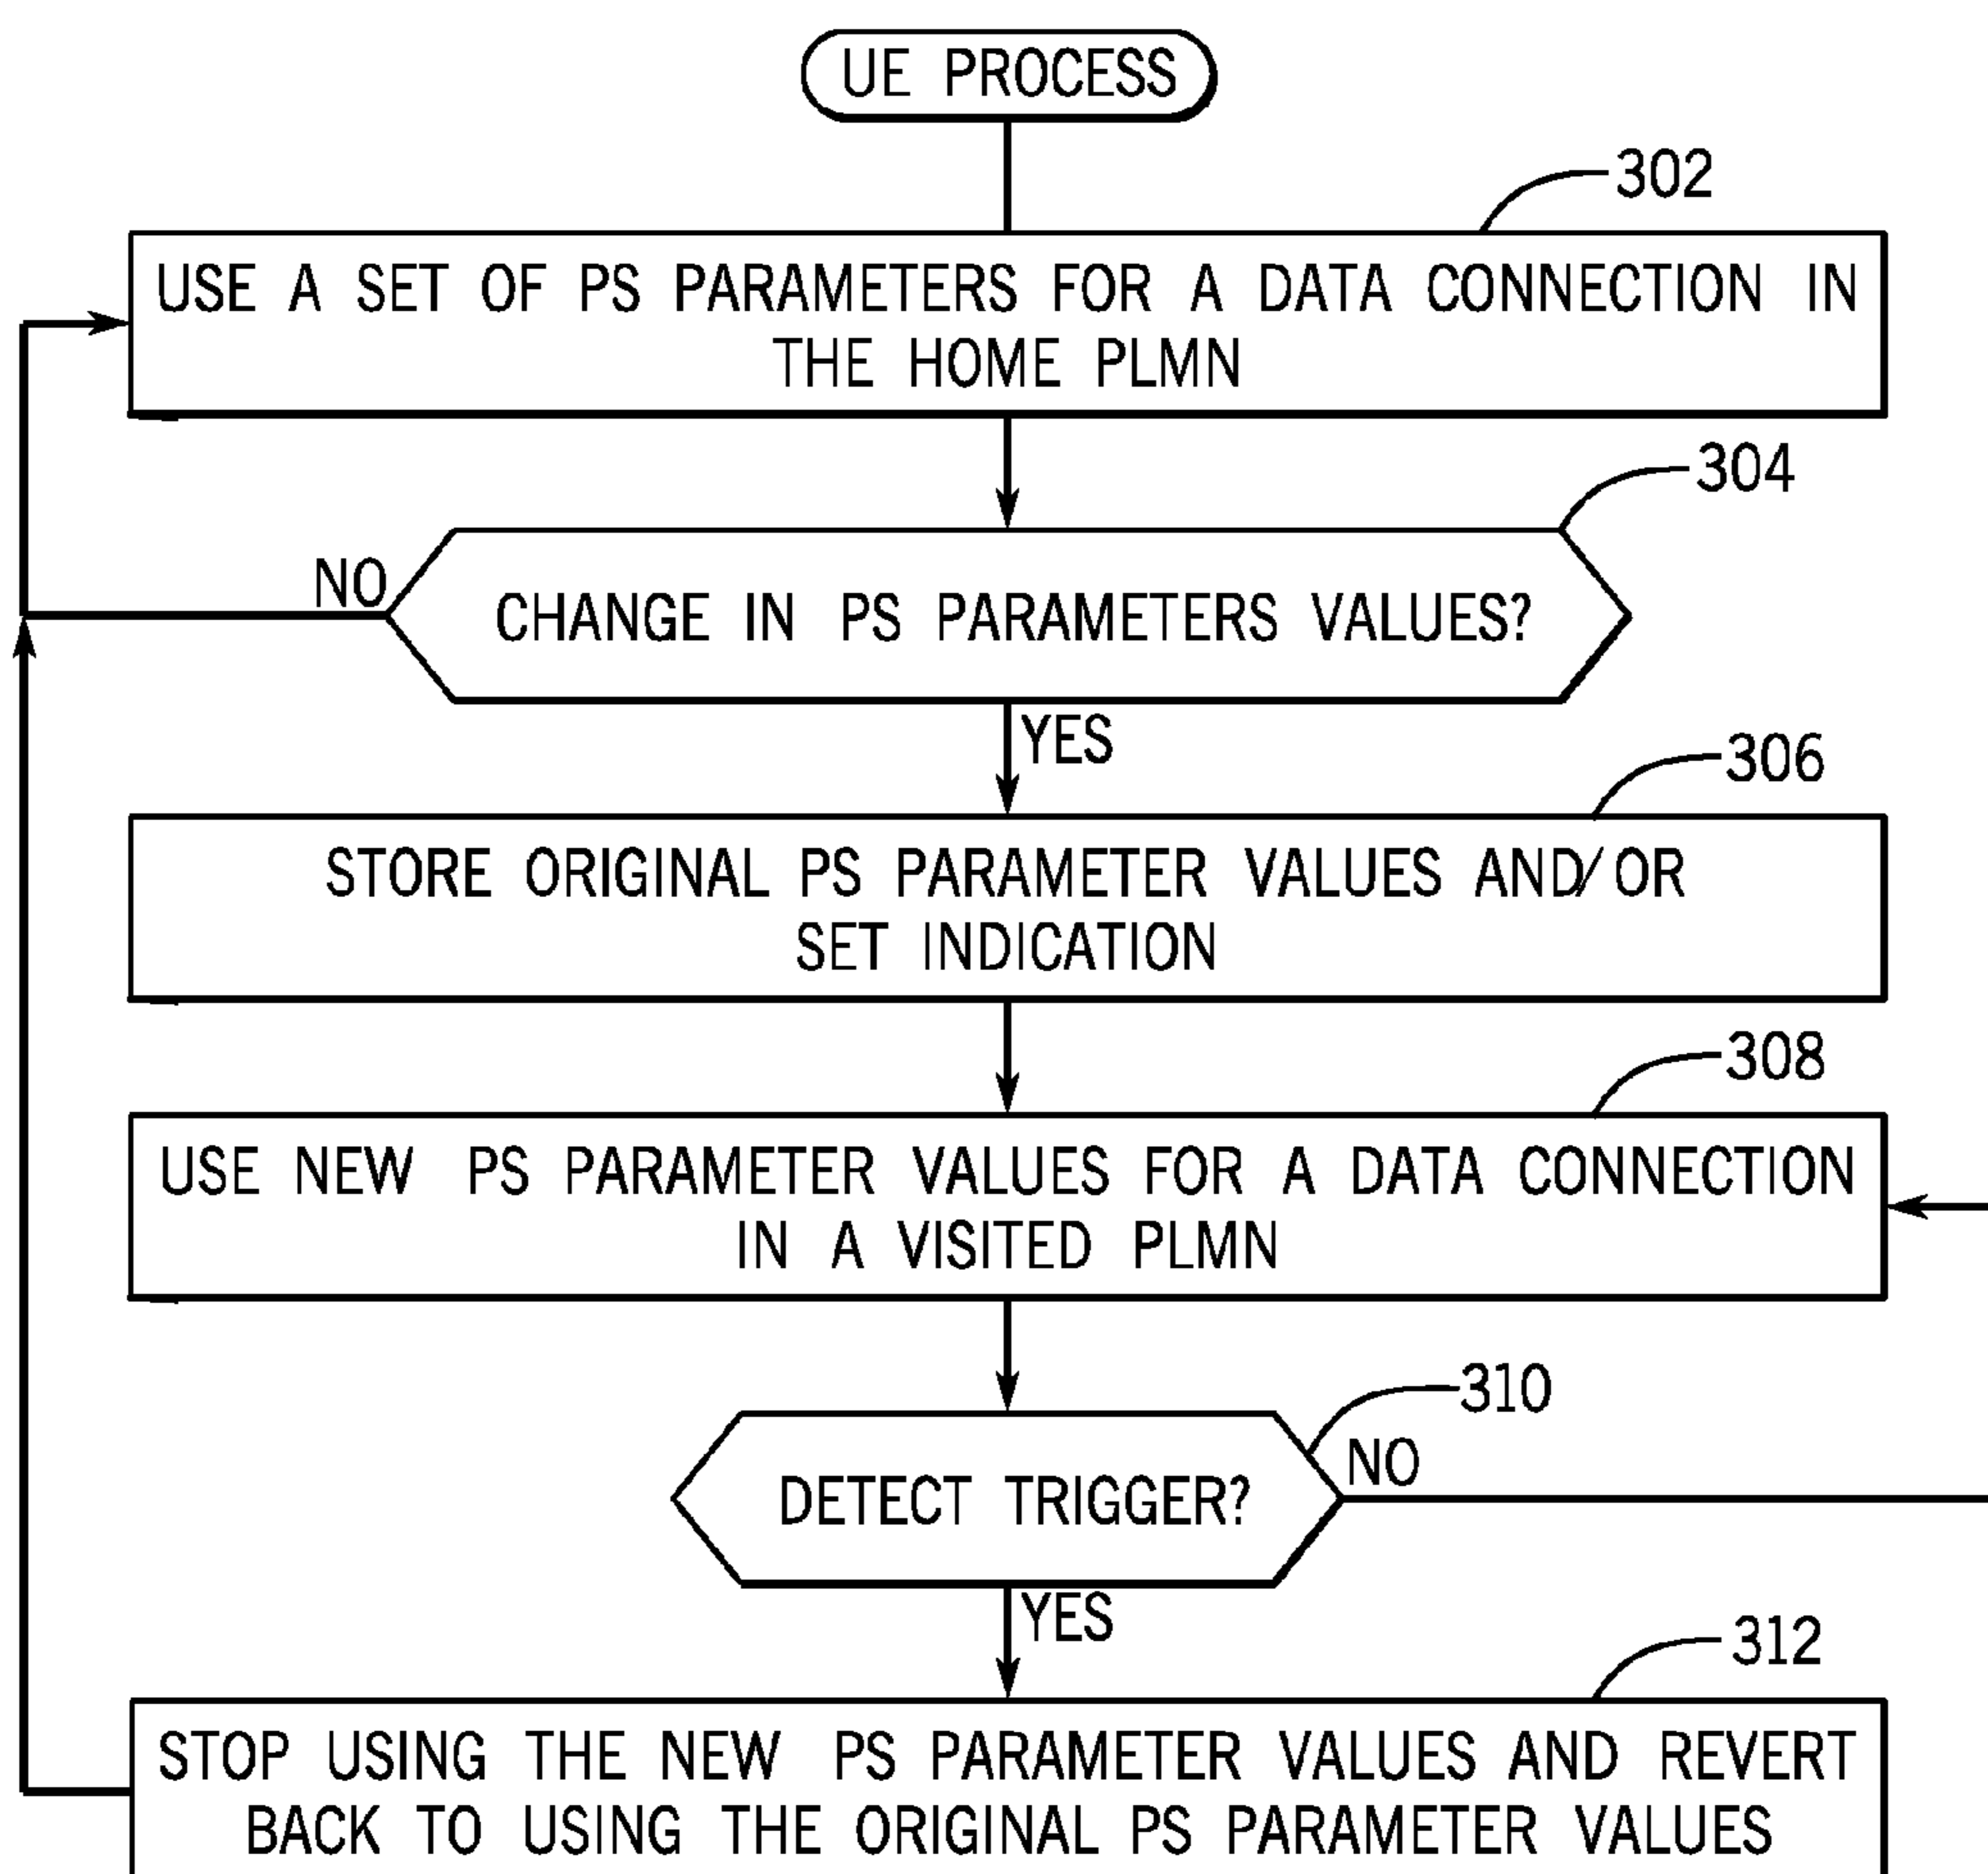 UE PROCESS
302
USE A SET OF PS PARAMETERS FOR A DATA CONNECTION IN
THE HOME PLMN
304
NO
CHANGE IN PS PARAMETERS VALUES?
YES
306
STORE ORIGINAL PS PARAMETER VALUES AND/OR
SET INDICATION
308
USE NEW PS PARAMETER VALUES FOR A DATA CONNECTION
IN A VISITED PLMN
310
NO
DETECT TRIGGER?
YES
312
STOP USING THE NEW PS PARAMETER VALUES AND REVERT
BACK TO USING THE ORIGINAL PS PARAMETER VALUES